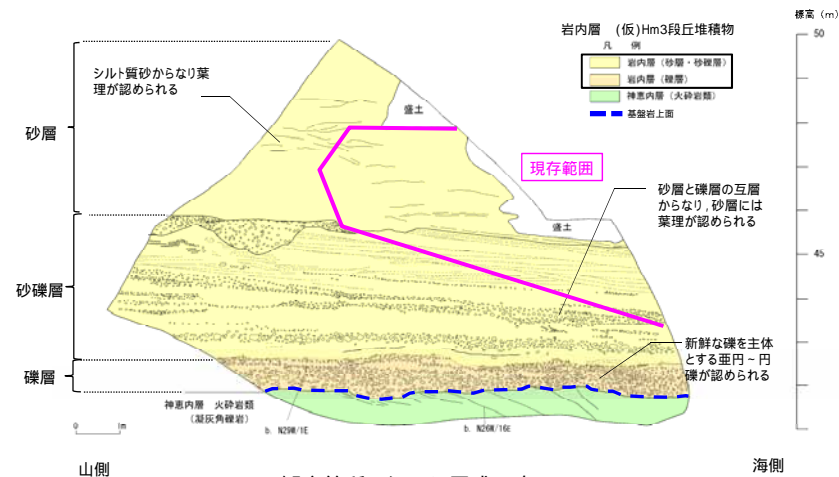 標高（m）
50
岩内層　(仮)Hm3段丘堆積物
凡　例
岩内層（砂層・砂礫層）
岩内層（礫層）
神恵内層（火砕岩類）
基盤岩上面
シルト質砂からなり葉
理が認められる
盛土
砂層
現存範囲
砂層と礫層の互層
からなり，砂層には
葉理が認められる
盛土
45
砂礫層
新鮮な礫を主体
とする亜円～円
礫が認められる
礫層
神恵内層　火砕岩類
（凝灰角礫岩）
b. N29W/1E
b. N26W/16E
0　1m
山側
海側